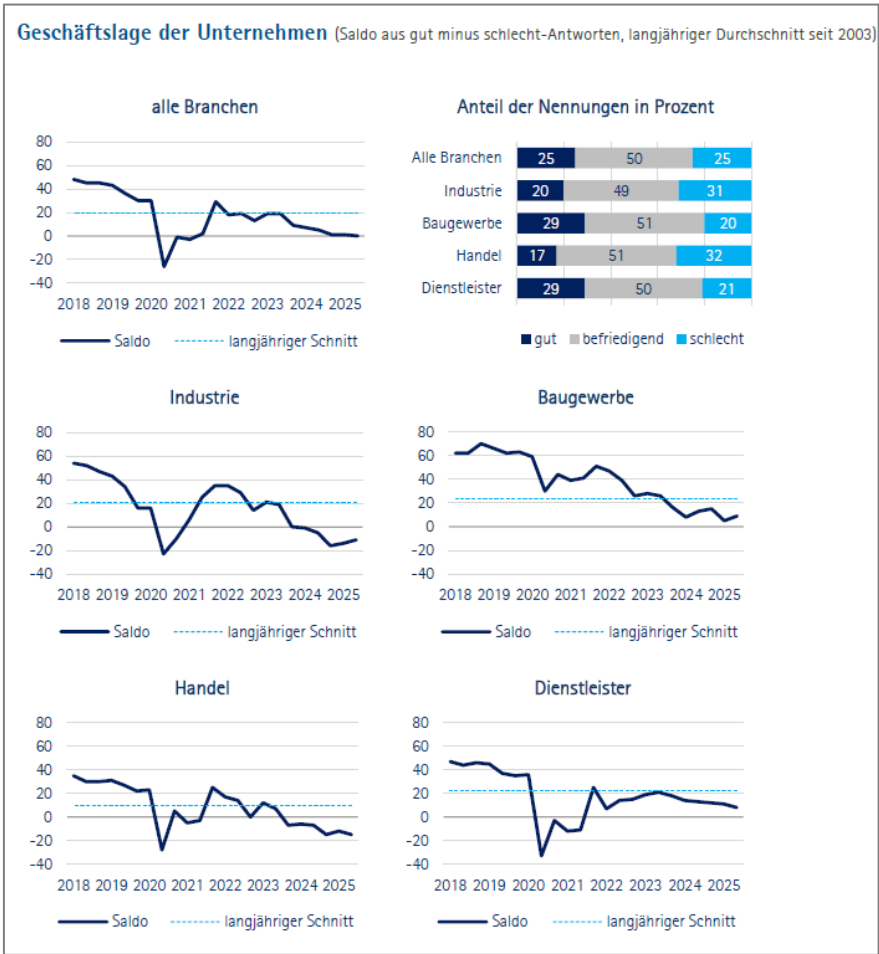 Geschäftslage der Unternehmen (Saldo aus gut minus schlecht-Antworten, langjähriger Durchschnitt seit 2003)
alle Branchen
80
60
40
20
0
-20
-40
2018 2019 2020 2021 2022 2023 2024 2025
Saldo langjähriger Schnitt
Anteil der Nennungen in Prozent
Alle Branchen 25 50 25
Industrie 20 49 31
Baugewerbe 29 51 20
Handel 17 51 32
Dienstleister 29 50 21
gut befriedigend schlecht
Industrie
80
60
40
20
0
-20
-40
2018 2019 2020 2021 2022 2023 2024 2025
Saldo langjähriger Schnitt
Baugewerbe
80
60
40
20
0
-20
-40
2018 2019 2020 2021 2022 2023 2024 2025
Saldo langjähriger Schnitt
Handel
80
60
40
20
0
-20
-40
2018 2019 2020 2021 2022 2023 2024 2025
Saldo langjähriger Schnitt
Dienstleister
80
60
40
20
0
-20
-40
2018 2019 2020 2021 2022 2023 2024 2025
Saldo langjähriger Schnitt